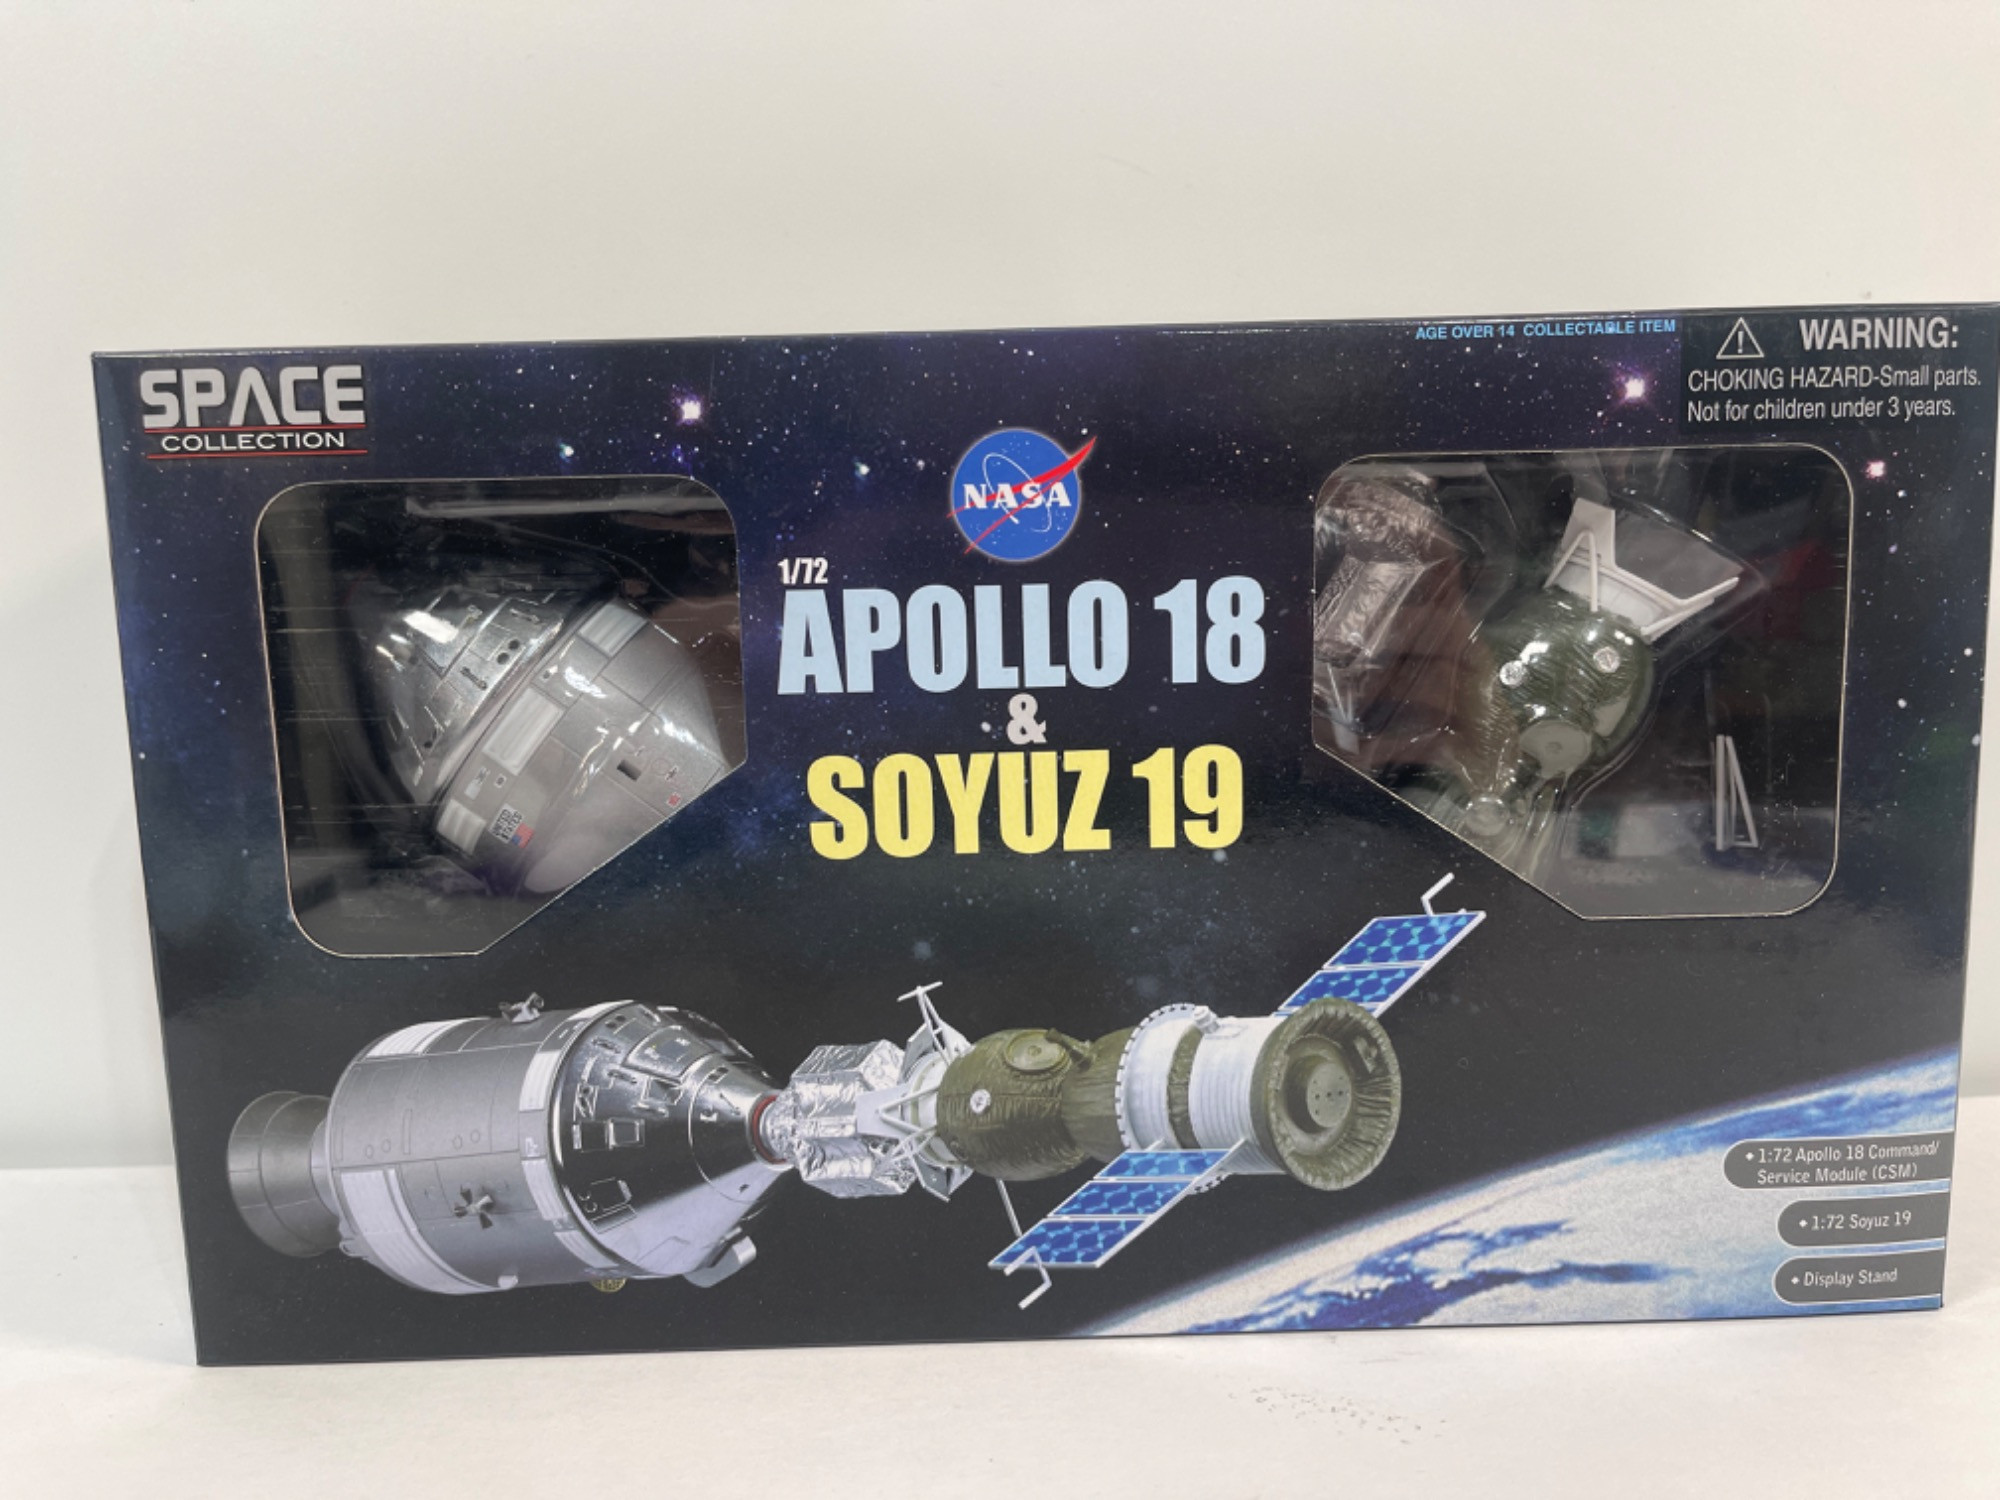 SPACE
COLLECTION
AGE OVER 14 COLLECTABLE ITEM
WARNING:
CHOKING HAZARD-Small parts.
Not for children under 3 years.
NASA
1/72
APOLLO 18
&
SOYUZ 19
UNITED
STATES
• 1:72 Apollo 18 Command/
Service Module (CSM)
• 1:72 Soyuz 19
• Display Stand